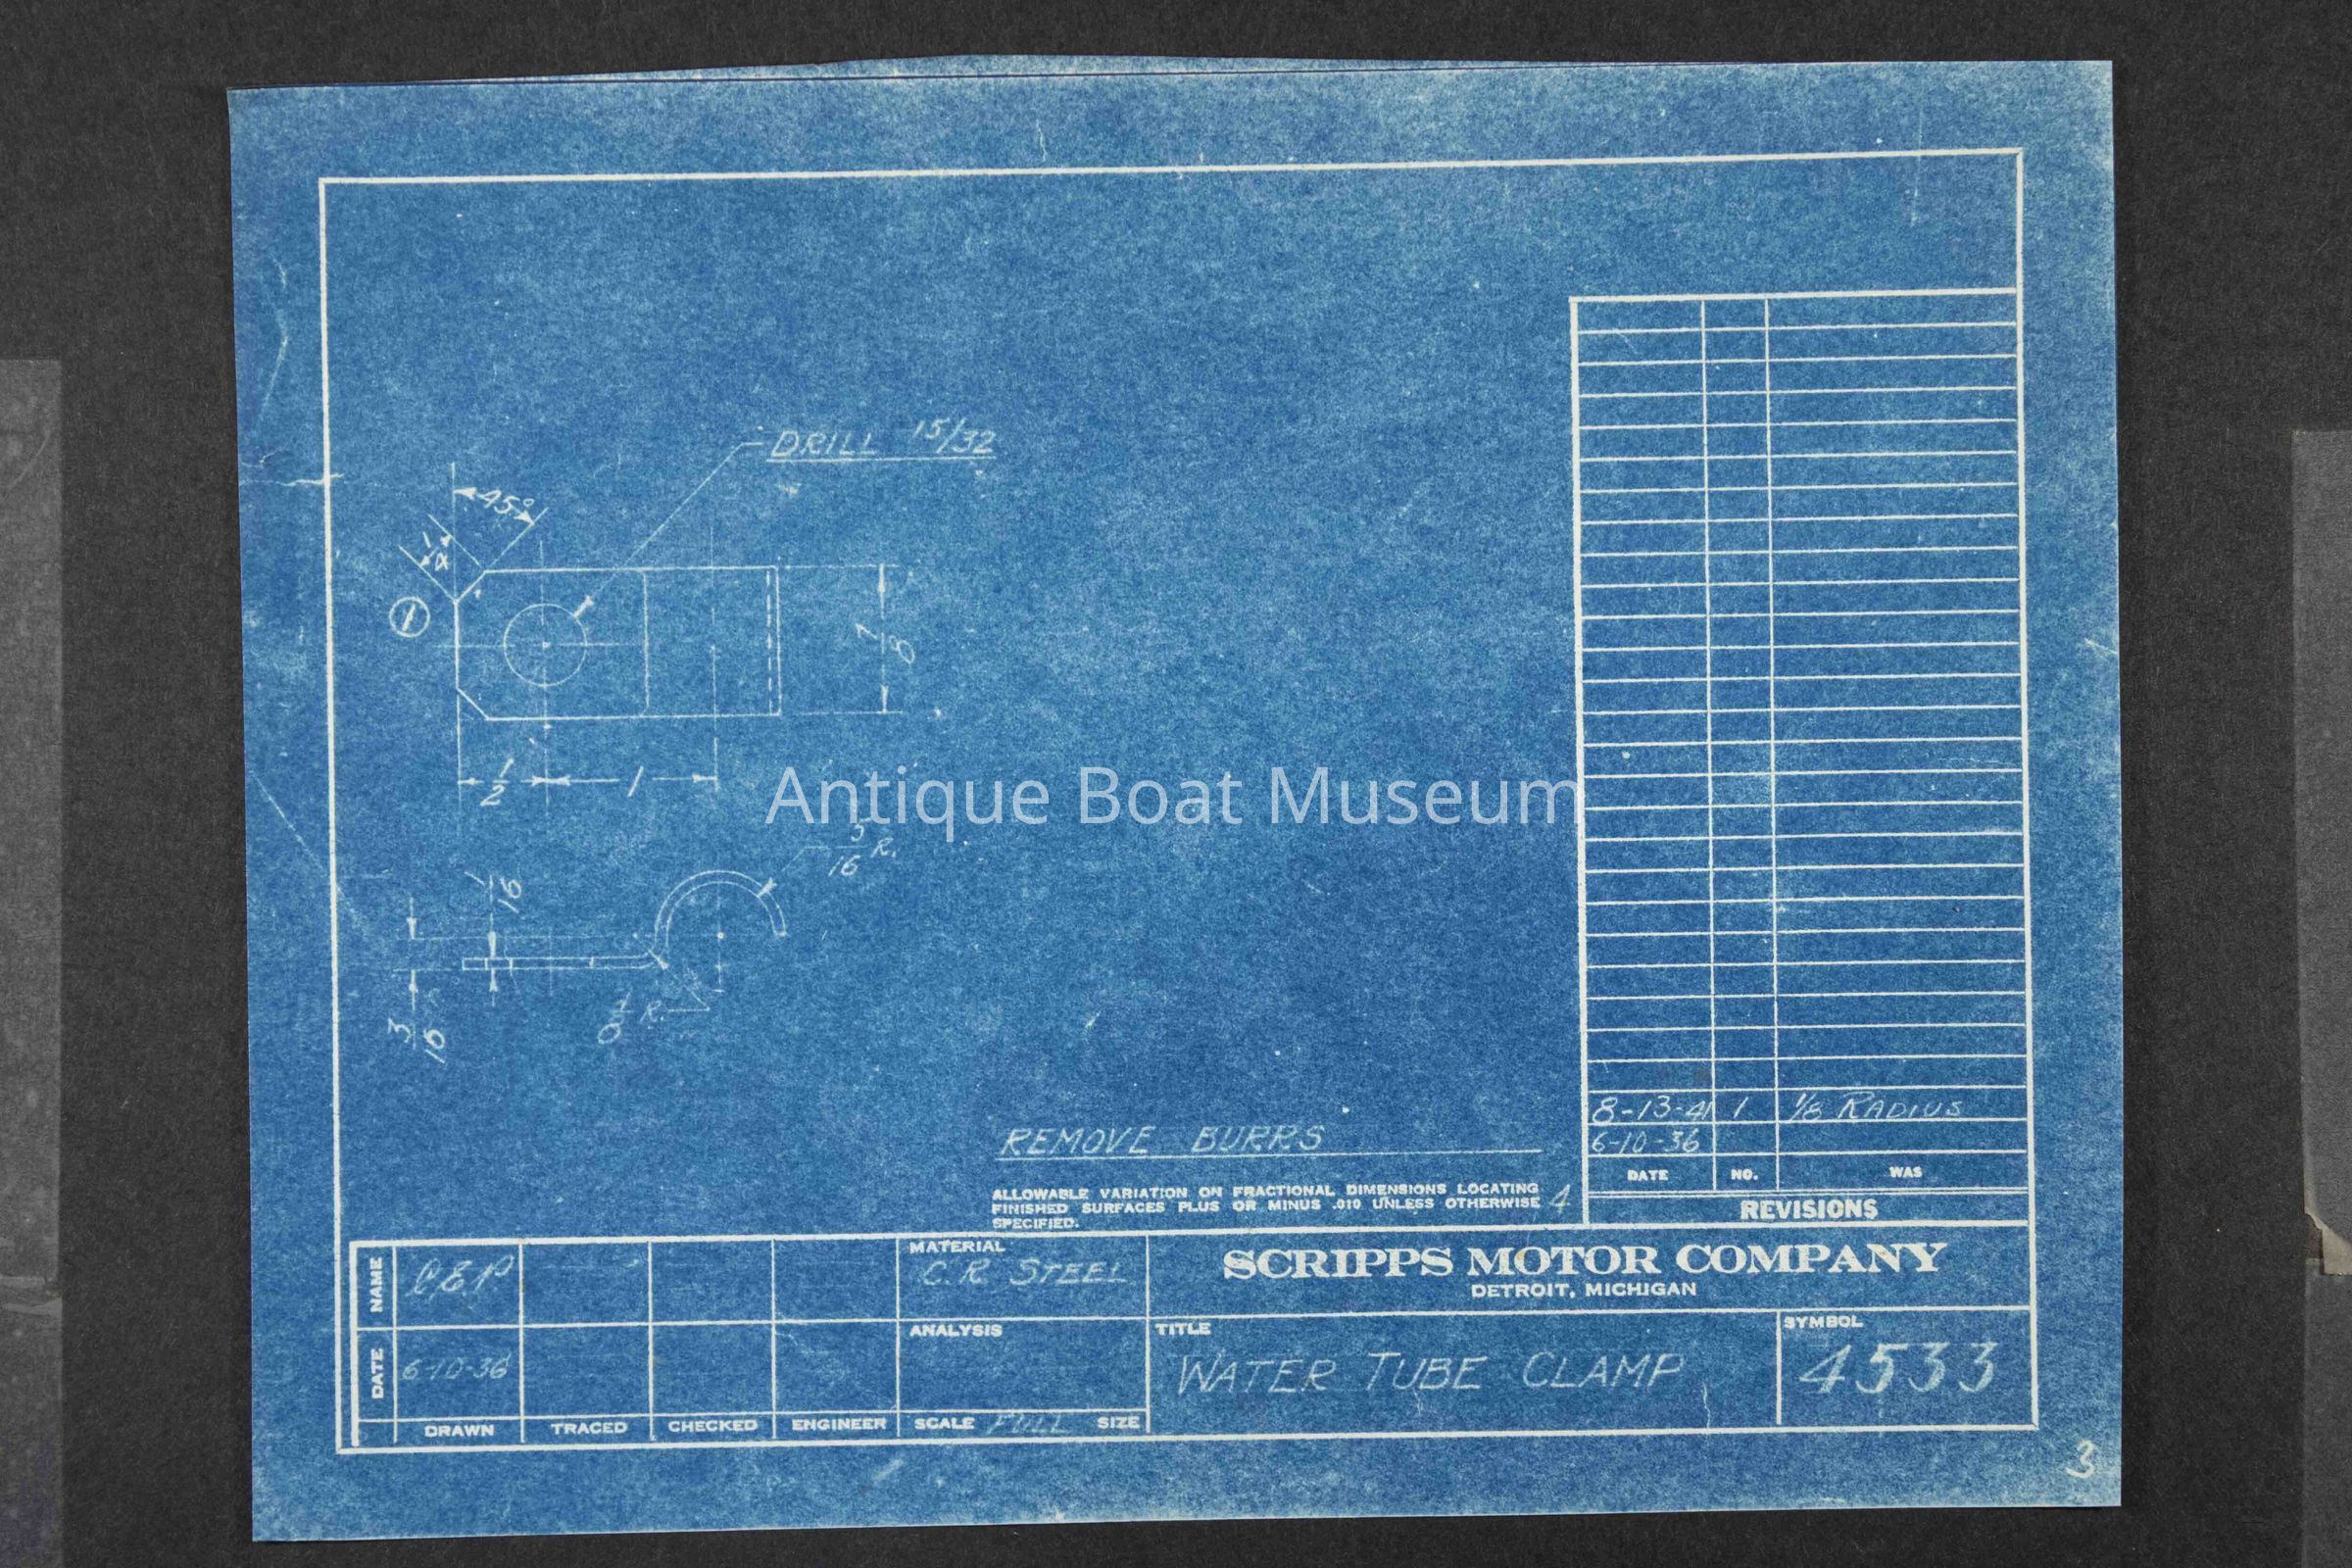 DRILL 15/32
45°
1/4
1
7/8
1/2
1
Antique Boat Museum
5/16 R.
1/16
3/16
1/8 R.
REMOVE BURRS
ALLOWABLE VARIATION ON FRACTIONAL DIMENSIONS LOCATING
FINISHED SURFACES PLUS OR MINUS .010 UNLESS OTHERWISE
SPECIFIED.
4
8-13-41 1 1/8 RADIUS
6-10-36
DATE NO. WAS
REVISIONS
NAME
C.E.P
MATERIAL
C.R. STEEL
SCRIPPS MOTOR COMPANY
DETROIT, MICHIGAN
DATE
6-10-36
ANALYSIS
TITLE
WATER TUBE CLAMP
SYMBOL
4533
DRAWN TRACED CHECKED ENGINEER SCALE FULL SIZE
3